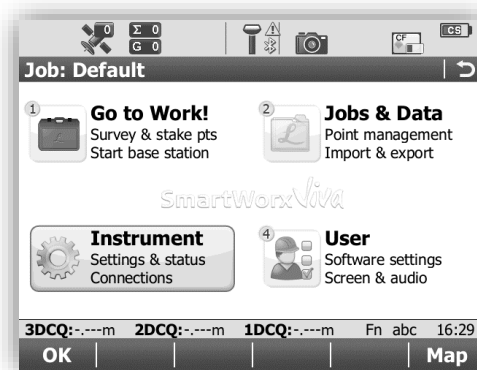 0 Σ 0 CS
G 0 CF
Job: Default
1 Go to Work! 2 Jobs & Data
Survey & stake pts Point management
Start base station Import & export
SmartWorx Viva
Instrument 4 User
Settings & status Software settings
Connections Screen & audio
3DCQ:-.---m 2DCQ:-.---m 1DCQ:-.---m Fn abc 16:29
OK Map